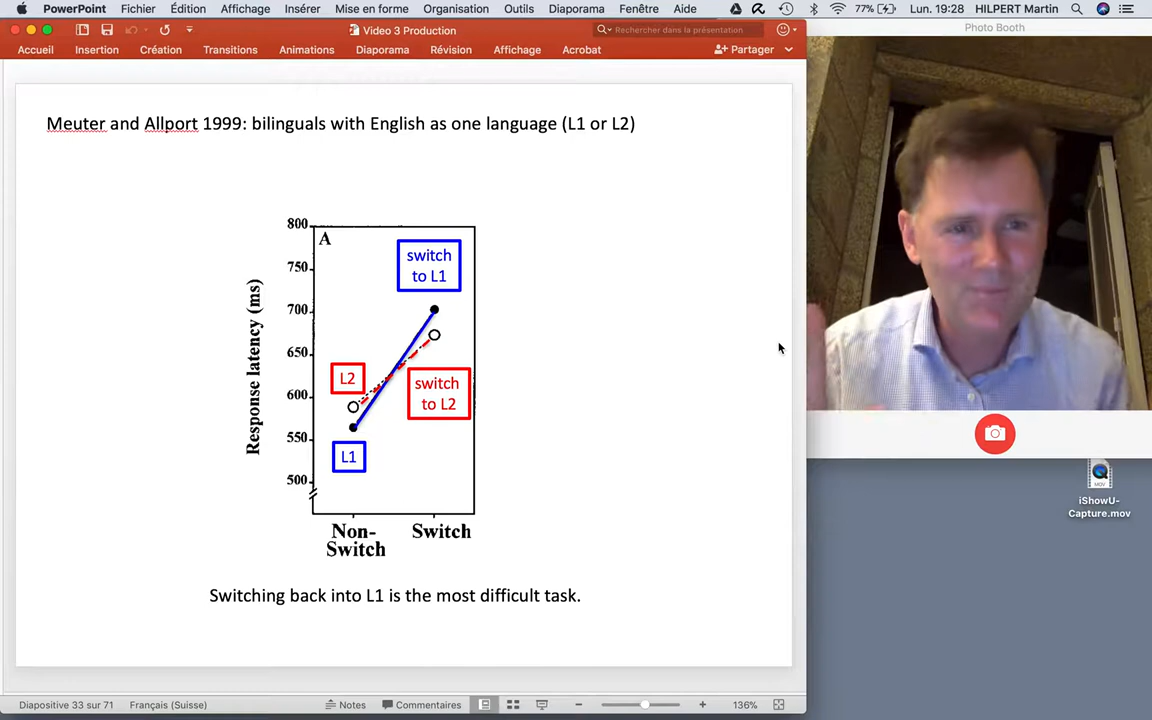 PowerPoint Fichier Édition Affichage Insérer Mise en forme Organisation Outils Diaporama Fenêtre Aide 77% Lun. 19:28 HILPERT Martin
Video 3 Production
Rechercher dans la présentation
Photo Booth
Accueil Insertion Création Transitions Animations Diaporama Révision Affichage Acrobat Partager
Meuter and Allport 1999: bilinguals with English as one language (L1 or L2)
800
A
750
700
650
600
550
500
Response latency (ms)
switch
to L1
L2
switch
to L2
L1
Non-
Switch
Switch
Switching back into L1 is the most difficult task.
MOV
iShowU-
Capture.mov
Diapositive 33 sur 71 Français (Suisse) Notes Commentaires 136%